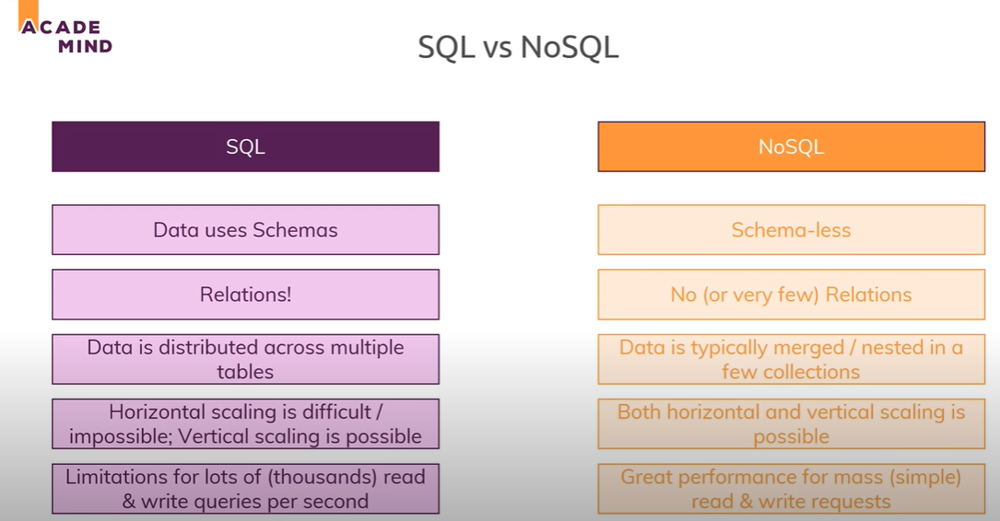 ACADE
MIND
SQL vs NoSQL
SQL
NoSQL
Data uses Schemas
Schema-less
Relations!
No (or very few) Relations
Data is distributed across multiple
tables
Data is typically merged / nested in a
few collections
Horizontal scaling is difficult /
impossible; Vertical scaling is possible
Both horizontal and vertical scaling is
possible
Limitations for lots of (thousands) read
& write queries per second
Great performance for mass (simple)
read & write requests